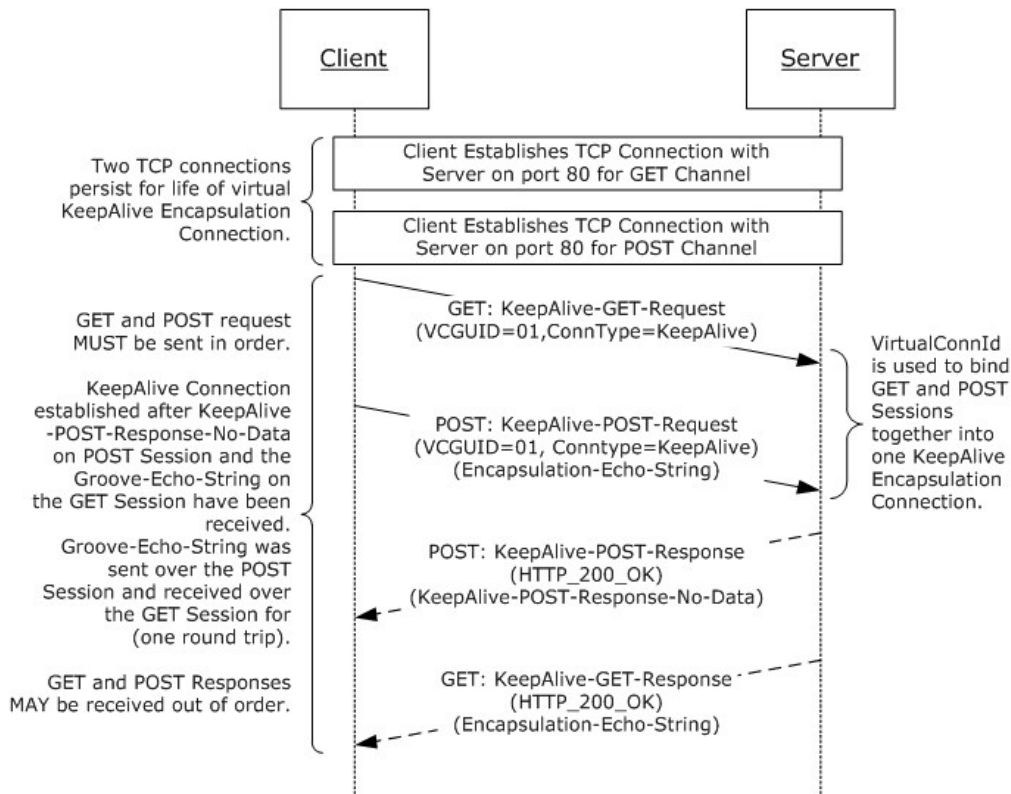 Client
Server
Two TCP connections
persist for life of virtual
KeepAlive Encapsulation
Connection.
Client Establishes TCP Connection with
Server on port 80 for GET Channel
Client Establishes TCP Connection with
Server on port 80 for POST Channel
GET and POST request
MUST be sent in order.
KeepAlive Connection
established after KeepAlive
-POST-Response-No-Data
on POST Session and the
Groove-Echo-String on
the GET Session have been
received.
Groove-Echo-String was
sent over the POST
Session and received over
the GET Session for
(one round trip).
GET and POST Responses
MAY be received out of order.
GET: KeepAlive-GET-Request
(VCGUID=01,ConnType=KeepAlive)
POST: KeepAlive-POST-Request
(VCGUID=01, Conntype=KeepAlive)
(Encapsulation-Echo-String)
POST: KeepAlive-POST-Response
(HTTP_200_OK)
(KeepAlive-POST-Response-No-Data)
GET: KeepAlive-GET-Response
(HTTP_200_OK)
(Encapsulation-Echo-String)
VirtualConnId
is used to bind
GET and POST
Sessions
together into
one KeepAlive
Encapsulation
Connection.